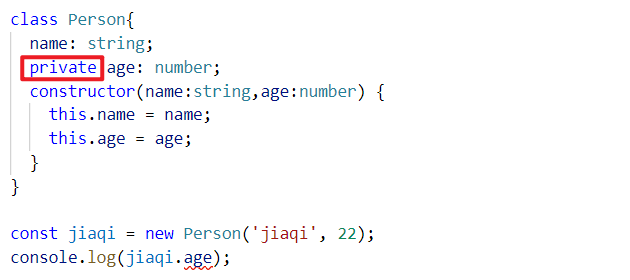 class Person{
name: string;
private age: number;
constructor(name:string,age:number) {
this.name = name;
this.age = age;
}
}
const jiaqi = new Person('jiaqi', 22);
console.log(jiaqi.age);